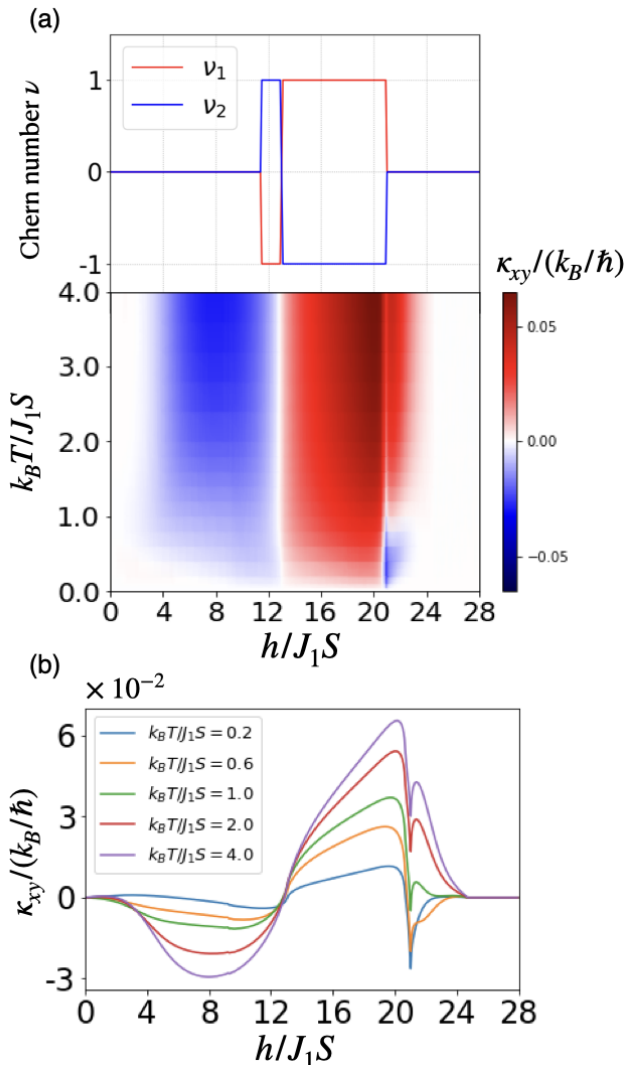 (a)
Chern number ν
1
0
-1
ν₁
ν₂
κxy/(kB/ħ)
0.05
0.00
−0.05
kBT/J₁S
4.0
3.0
2.0
1.0
0.0
0 4 8 12 16 20 24 28
h/J₁S
(b)
× 10⁻²
κxy/(kB/ħ)
6
3
0
-3
kBT/J₁S = 0.2
kBT/J₁S = 0.6
kBT/J₁S = 1.0
kBT/J₁S = 2.0
kBT/J₁S = 4.0
0 4 8 12 16 20 24 28
h/J₁S